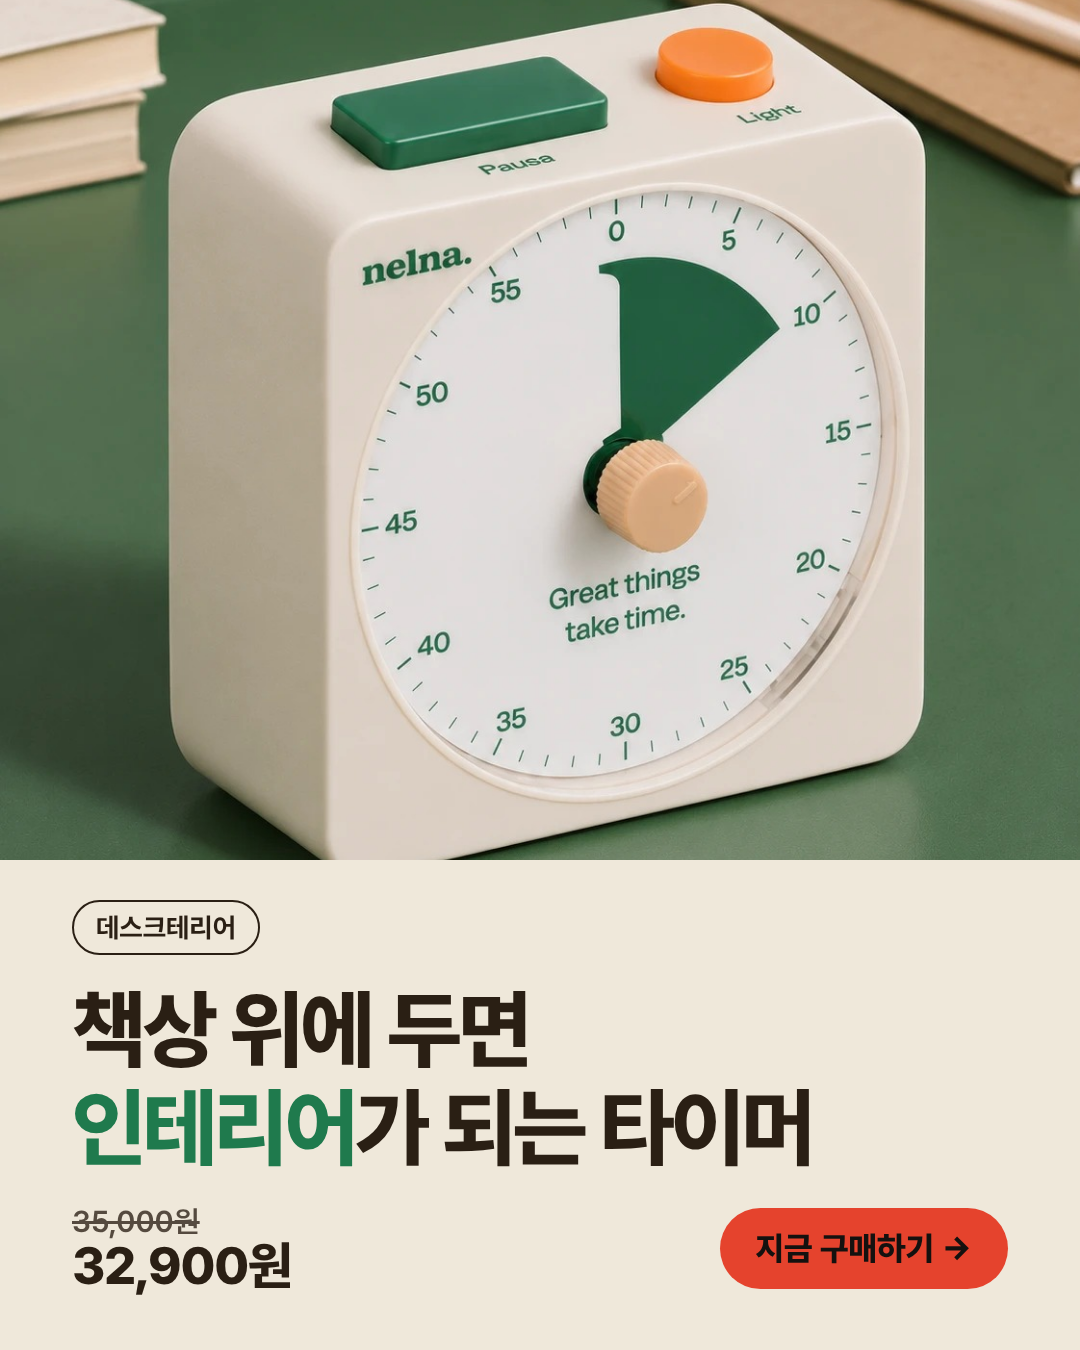 Pausa
Light
nelna.
0
5
10
15
20
25
30
35
40
45
50
55
Great things
take time.
데스크테리어
책상 위에 두면
인테리어가 되는 타이머
35,000원
32,900원
지금 구매하기 →